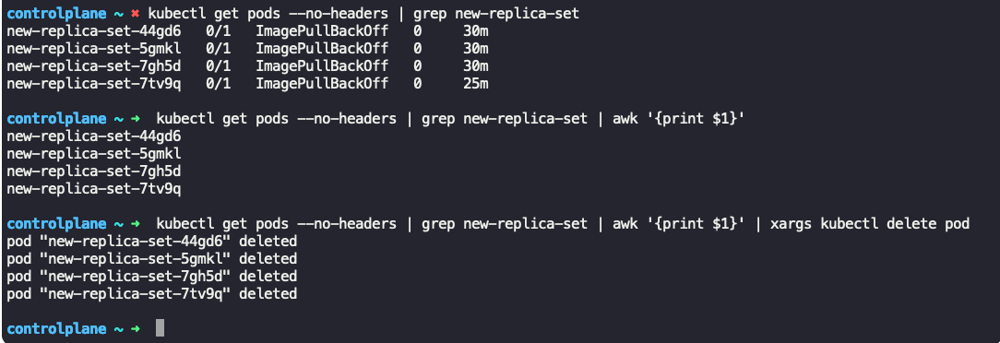 controlplane ~ ✖ kubectl get pods --no-headers | grep new-replica-set
new-replica-set-44gd6   0/1   ImagePullBackOff   0     30m
new-replica-set-5gmkl   0/1   ImagePullBackOff   0     30m
new-replica-set-7gh5d   0/1   ImagePullBackOff   0     30m
new-replica-set-7tv9q   0/1   ImagePullBackOff   0     25m
controlplane ~ ➜  kubectl get pods --no-headers | grep new-replica-set | awk '{print $1}'
new-replica-set-44gd6
new-replica-set-5gmkl
new-replica-set-7gh5d
new-replica-set-7tv9q
controlplane ~ ➜  kubectl get pods --no-headers | grep new-replica-set | awk '{print $1}' | xargs kubectl delete pod
pod "new-replica-set-44gd6" deleted
pod "new-replica-set-5gmkl" deleted
pod "new-replica-set-7gh5d" deleted
pod "new-replica-set-7tv9q" deleted
controlplane ~ ➜